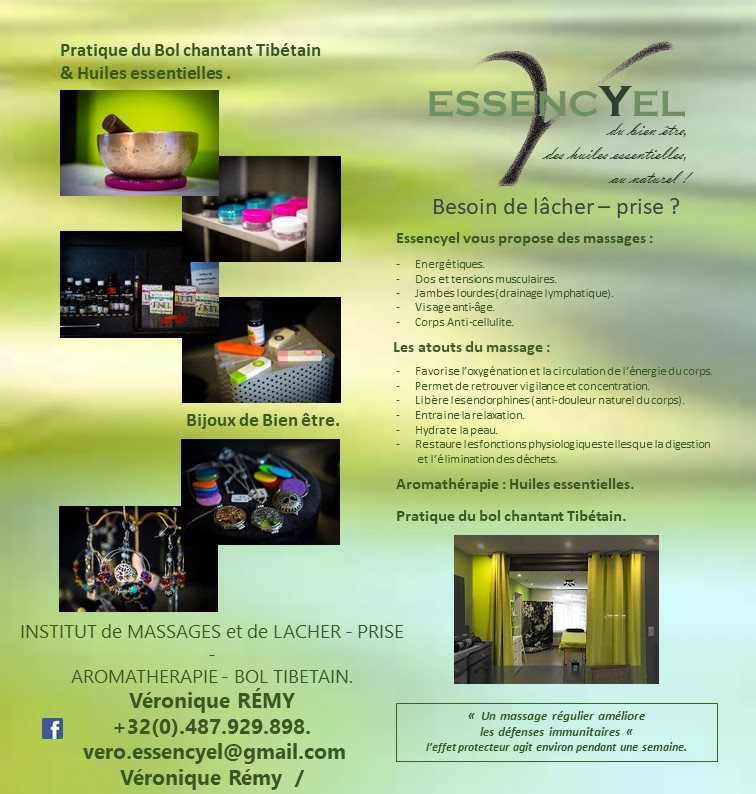 Pratique du Bol chantant Tibétain
& Huiles essentielles .
Bijoux de Bien être.
INSTITUT de MASSAGES et de LACHER - PRISE
-
AROMATHERAPIE - BOL TIBETAIN.
Véronique RÉMY
+32(0).487.929.898.
vero.essencyel@gmail.com
Véronique Rémy /
ESSENCYEL
du bien être,
des huiles essentielles,
au naturel !
Besoin de lâcher – prise ?
Essencyel vous propose des massages :
- Energétiques.
- Dos et tensions musculaires.
- Jambes lourdes (drainage lymphatique).
- Visage anti-âge.
- Corps Anti-cellulite.
Les atouts du massage :
- Favorise l'oxygénation et la circulation de l'énergie du corps.
- Permet de retrouver vigilance et concentration.
- Libère les endorphines (anti-douleur naturel du corps).
- Entraine la relaxation.
- Hydrate la peau.
- Restaure les fonctions physiologiques telles que la digestion
et l'élimination des déchets.
Aromathérapie : Huiles essentielles.
Pratique du bol chantant Tibétain.
« Un massage régulier améliore
les défenses immunitaires «
l'effet protecteur agit environ pendant une semaine.